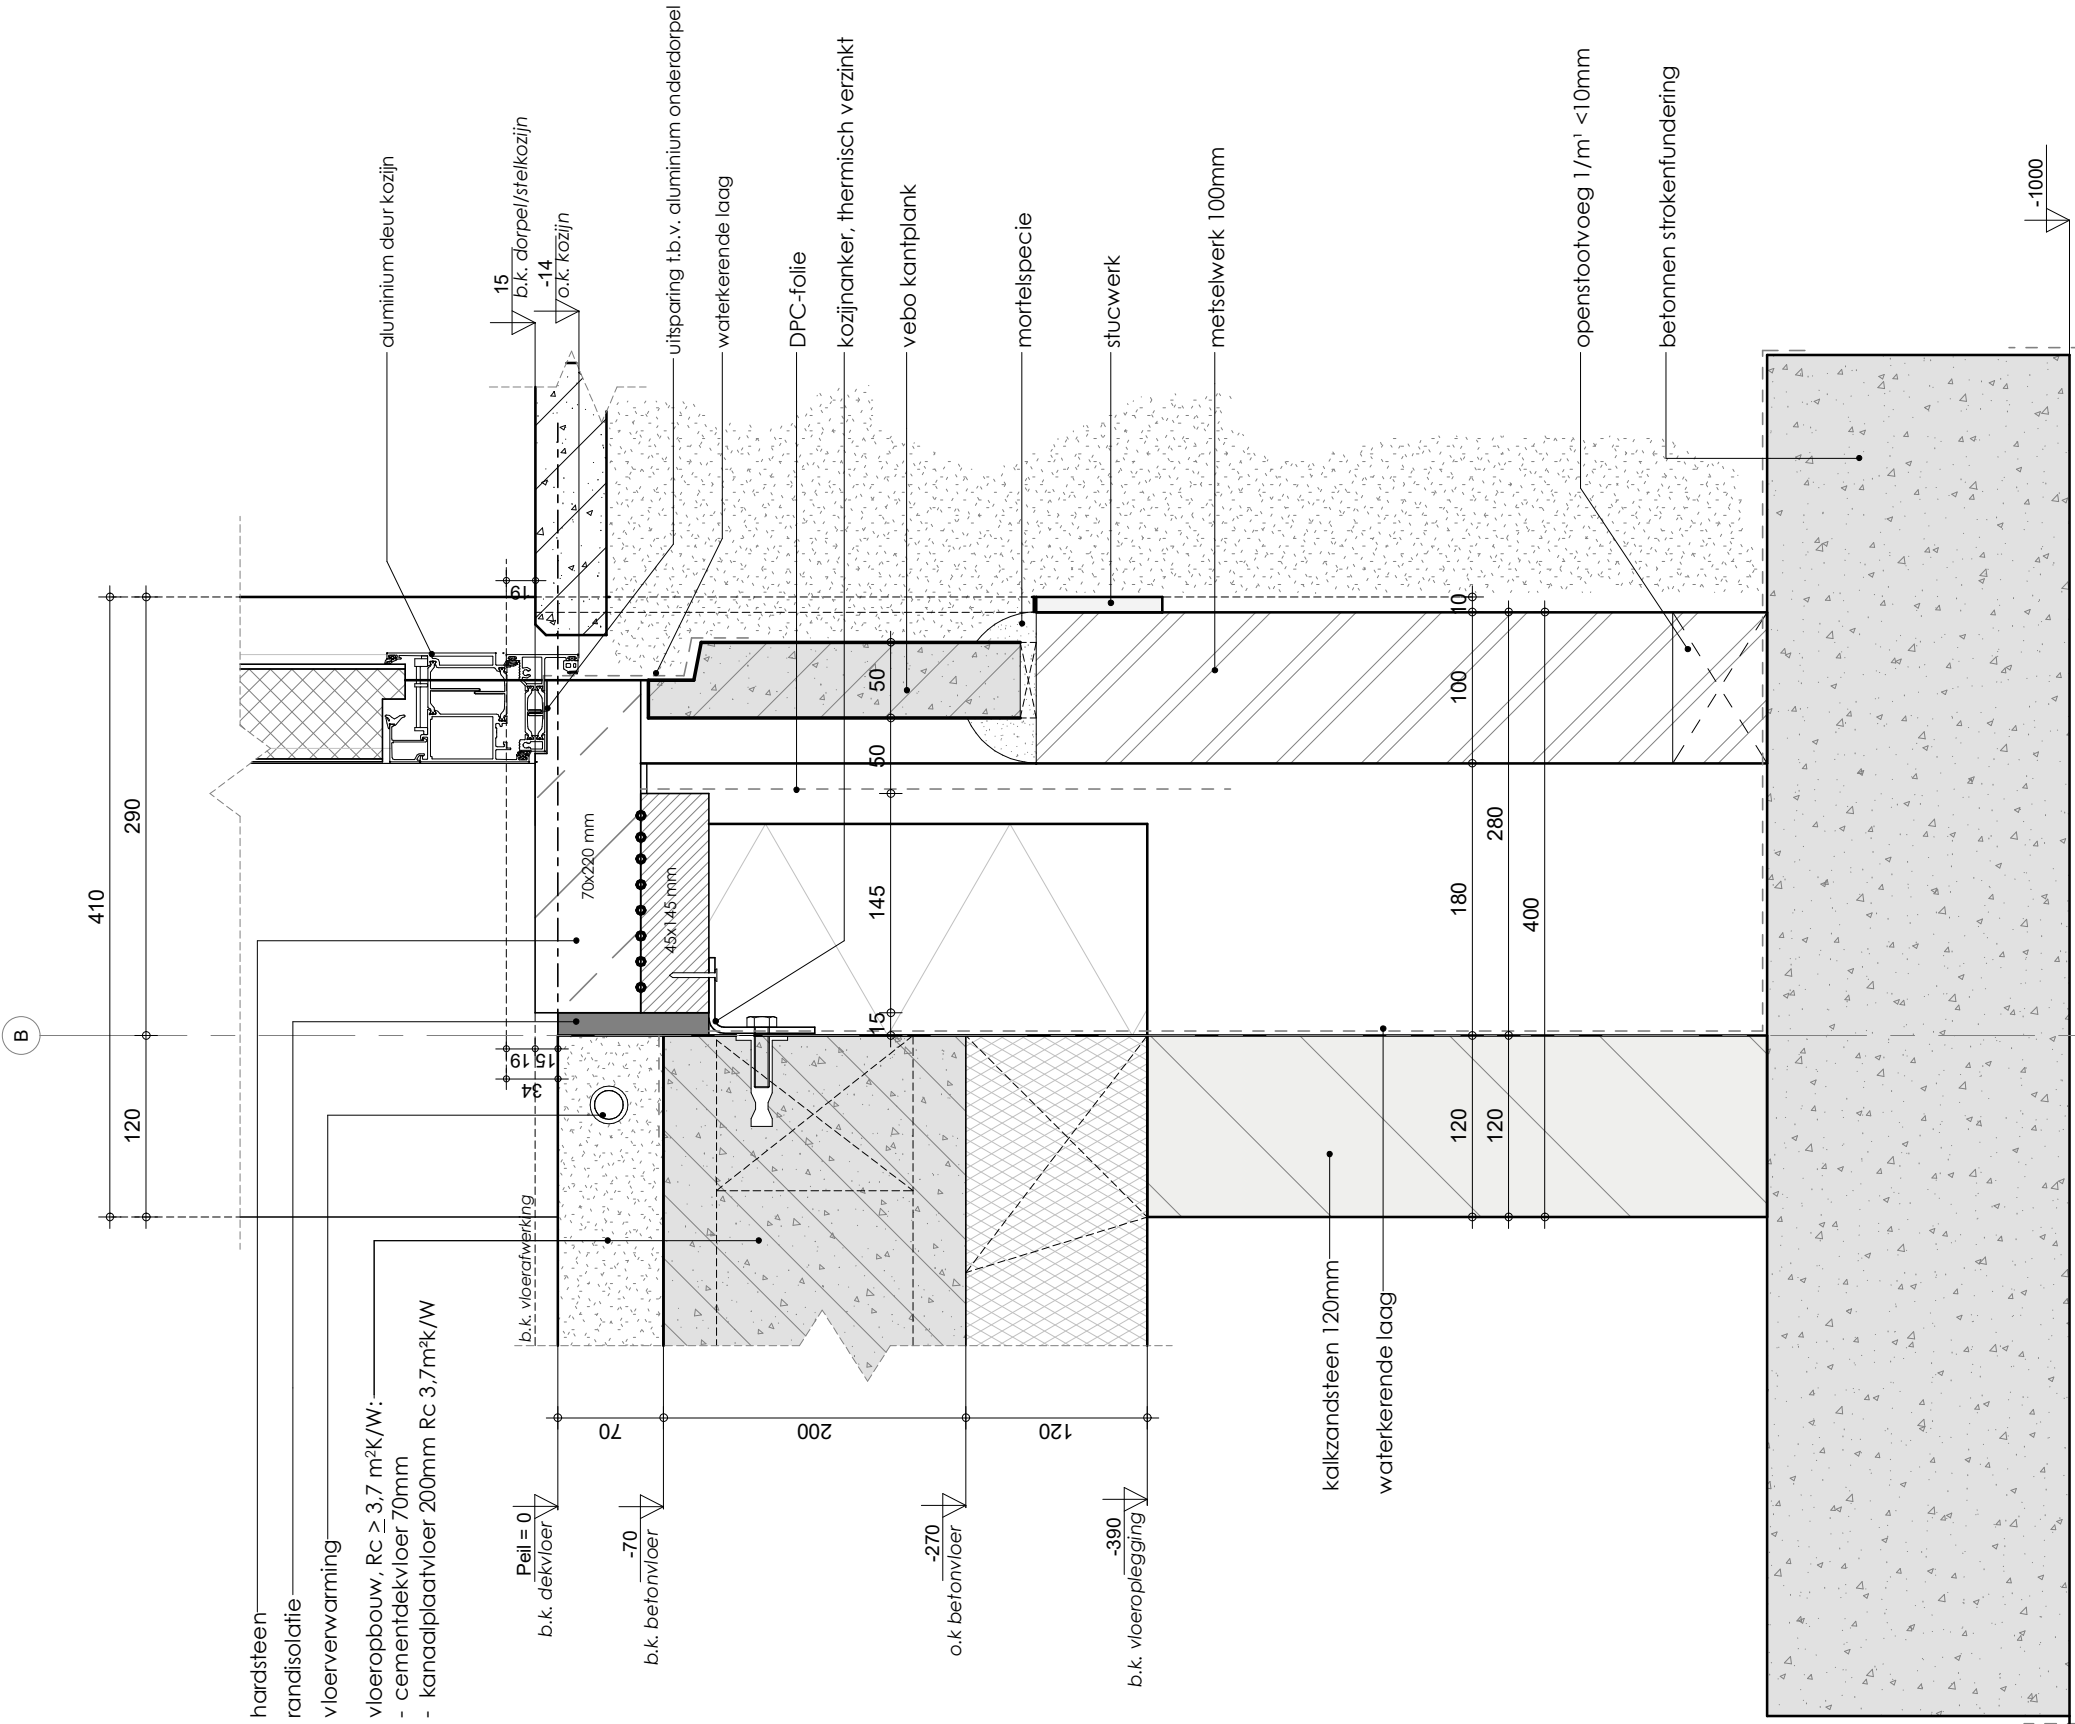 hardsteen
randisolatie
vloerverwarming
vloeropbouw, Rc ≥ 3,7 m²K/W:
- cementdekvloer 70mm
- kanaalplaatvloer 200mm Rc 3,7m²k/W
Peil = 0
b.k. dekvloer
-70
b.k. betonvloer
-270
o.k betonvloer
-390
b.k. vloeroplegging
b.k. vloerafwerking
70
200
120
kalkzandsteen 120mm
waterkerende laag
B
410
120
290
34
15
19
19
70x220 mm
45x145 mm
15
145
50
50
120
180
100
10
120
280
400
aluminium deur kozijn
15
b.k. dorpel/stelkozijn
-14
o.k. kozijn
uitsparing t.b.v. aluminium onderdorpel
waterkerende laag
DPC-folie
kozijnanker, thermisch verzinkt
vebo kantplank
mortelspecie
stucwerk
metselwerk 100mm
openstootvoeg 1/m¹ <10mm
betonnen strokenfundering
-1000